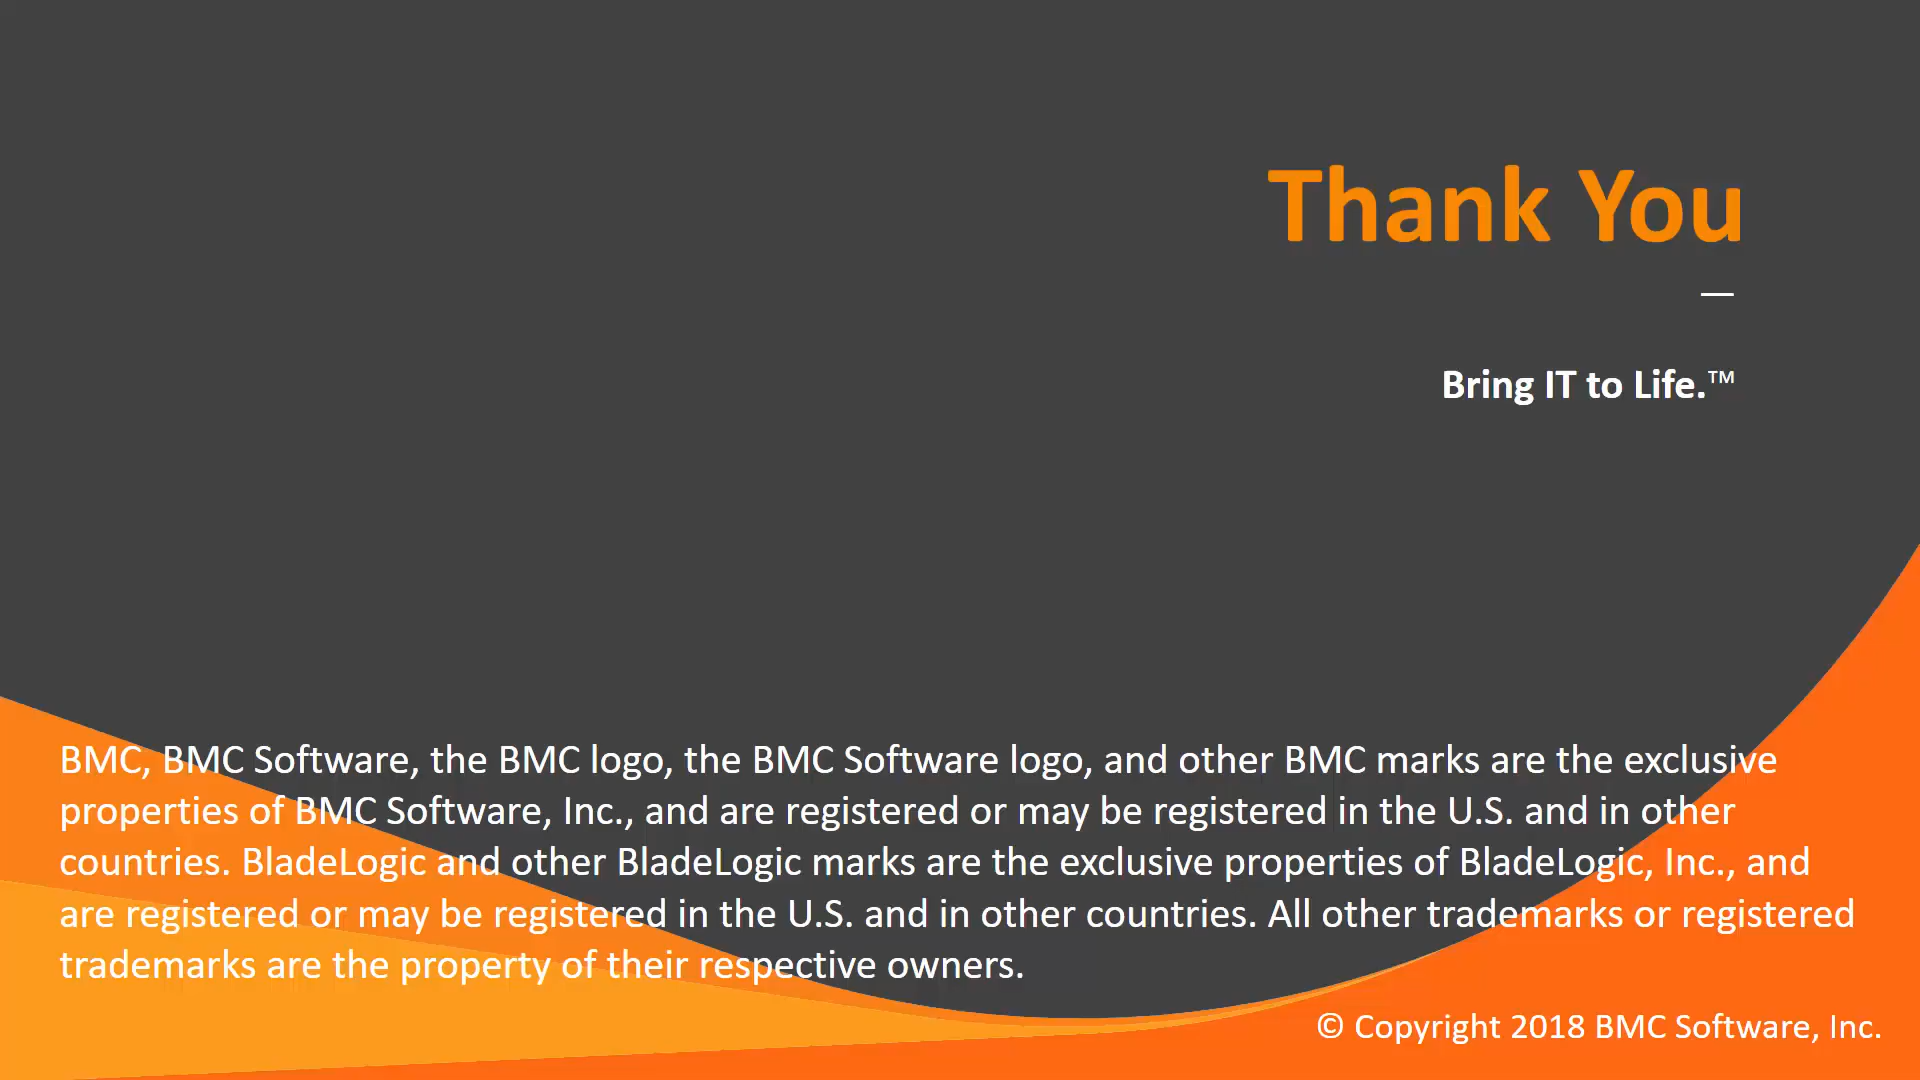 Thank You
—
Bring IT to Life.™
BMC, BMC Software, the BMC logo, the BMC Software logo, and other BMC marks are the exclusive
properties of BMC Software, Inc., and are registered or may be registered in the U.S. and in other
countries. BladeLogic and other BladeLogic marks are the exclusive properties of BladeLogic, Inc., and
are registered or may be registered in the U.S. and in other countries. All other trademarks or registered
trademarks are the property of their respective owners.
© Copyright 2018 BMC Software, Inc.